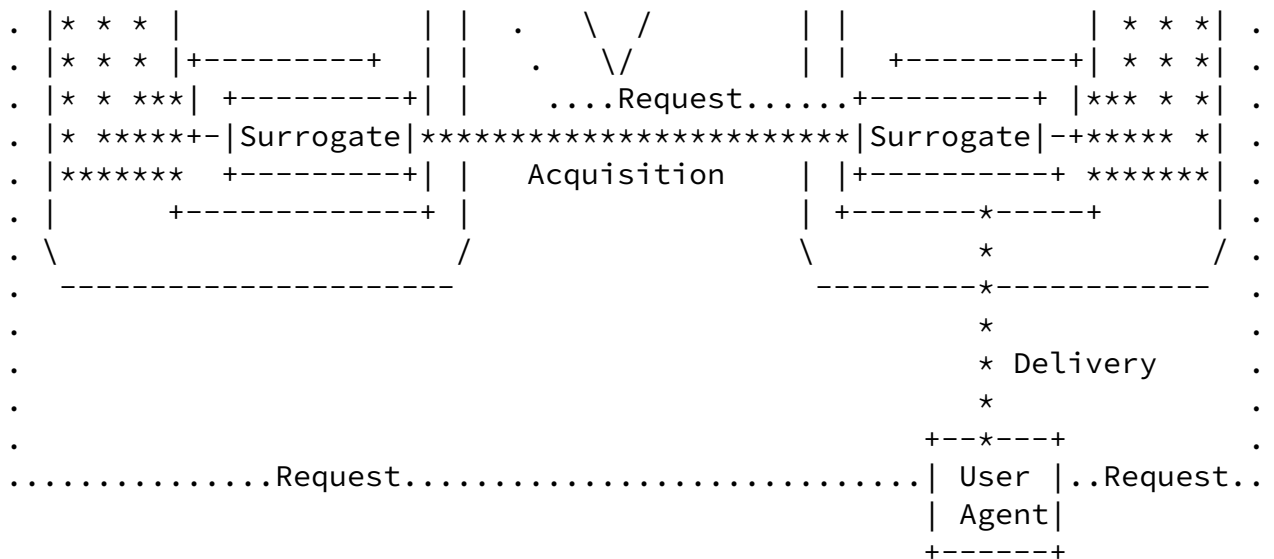 . |* * * |              | |  .   \  /        | |              | * * *| .
. |* * * |+---------+  | |   .   \/         | |  +---------+| * * *| .
. |* * ***| +---------+| |    ....Request......+---------+ |*** * *| .
. |* *****+-|Surrogate|************************|Surrogate|-+***** *| .
. |*******  +---------+| |   Acquisition    | |+----------+ *******| .
. |      +-------------+ |                  | +-------*-----+      | .
.  \                     /                   \        *            / .
.   ----------------------                    ---------*------------  .
.                                                     *              .
.                                                     * Delivery     .
.                                                     *              .
.                                                  +--*---+          .
...............Request.............................| User |..Request..
                                                   | Agent|
                                                   +------+